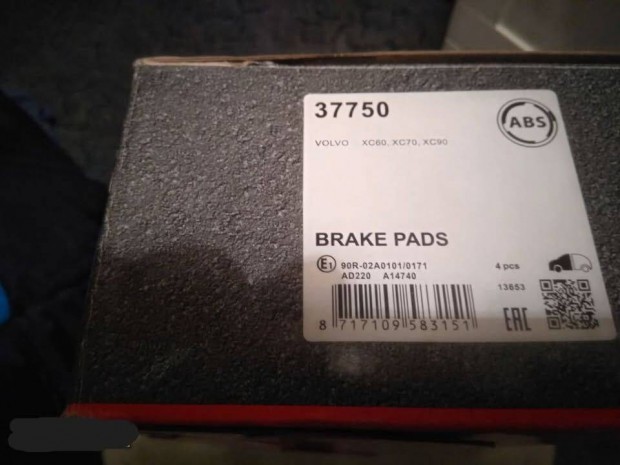 37750
ABS
VOLVO XC60, XC70, XC90
BRAKE PADS
E1 90R-02A0101/0171
4 pcs
AD220 A14740
13853
8 717109 583151
EAC